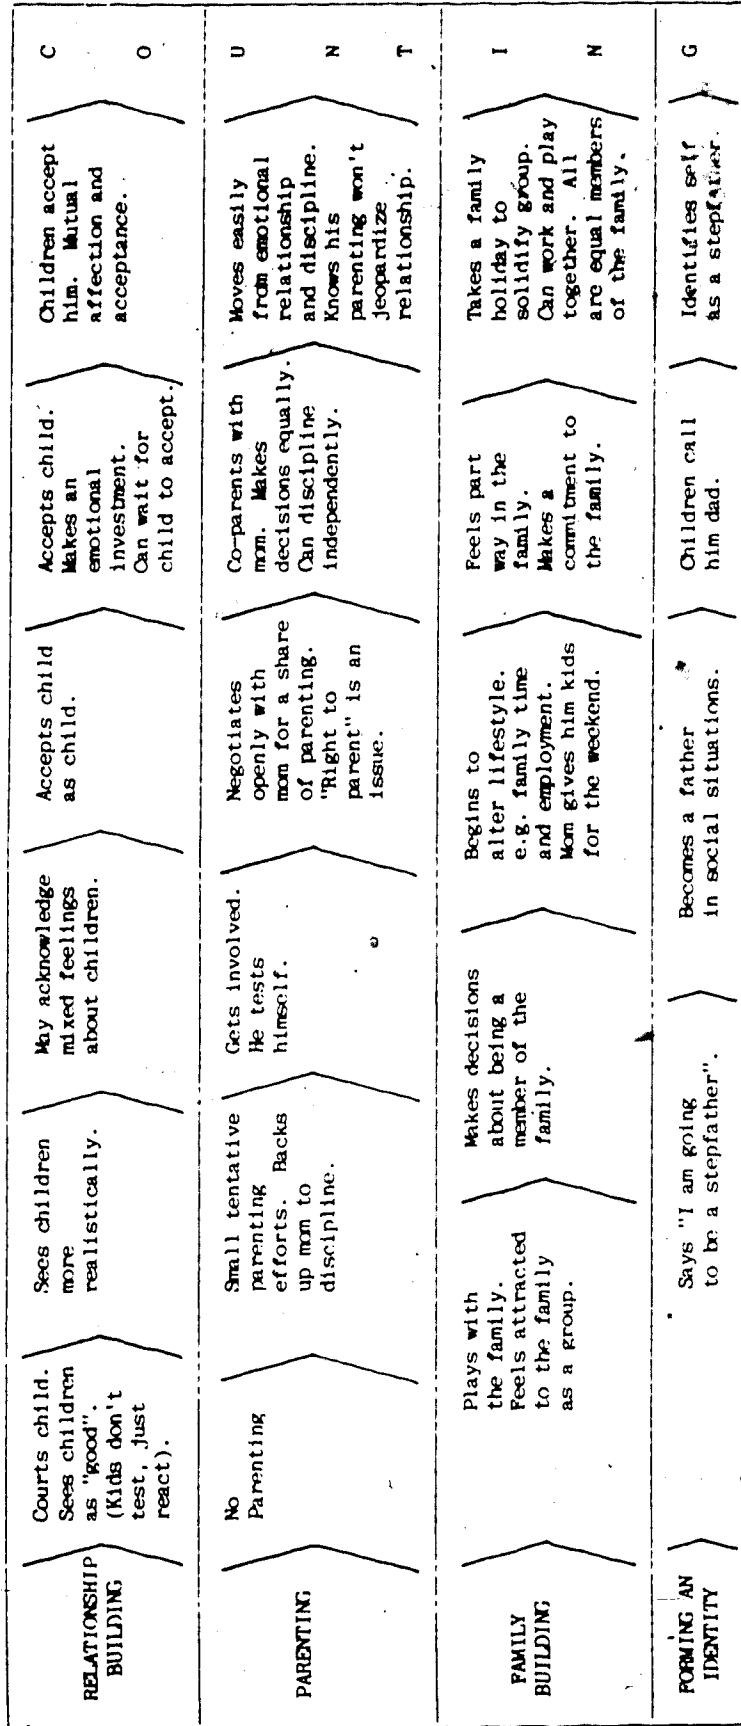 RELATIONSHIP
BUILDING
Courts child.
Sees children
as "good".
(Kids don't
test, just
react).
Sees children
more
realistically.
May acknowledge
mixed feelings
about children.
Accepts child
as child.
Accepts child.
Makes an
emotional
investment.
Can wait for
child to accept.
Children accept
him. Mutual
affection and
acceptance.
C
O
PARENTING
No
Parenting
Small tentative
parenting
efforts. Backs
up mom to
discipline.
Gets involved.
He tests
himself.
Negotiates
openly with
mom for a share
of parenting.
"Right to
parent" is an
issue.
Co-parents with
mom. Makes
decisions equally.
Can discipline
independently.
Moves easily
from emotional
relationship
and discipline.
Knows his
parenting won't
jeopardize
relationship.
U
N
T
FAMILY
BUILDING
Plays with
the family.
Feels attracted
to the family
as a group.
Makes decisions
about being a
member of the
family.
Begins to
alter lifestyle.
e.g. family time
and employment.
Mom gives him kids
for the weekend.
Feels part
way in the
family.
Makes a
commitment to
the family.
Takes a family
holiday to
solidify group.
Can work and play
together. All
are equal members
of the family.
I
N
FORMING AN
IDENTITY
Says "I am going
to be a stepfather".
Becomes a father
in social situations.
Children call
him dad.
Identifies self
as a stepfather.
G